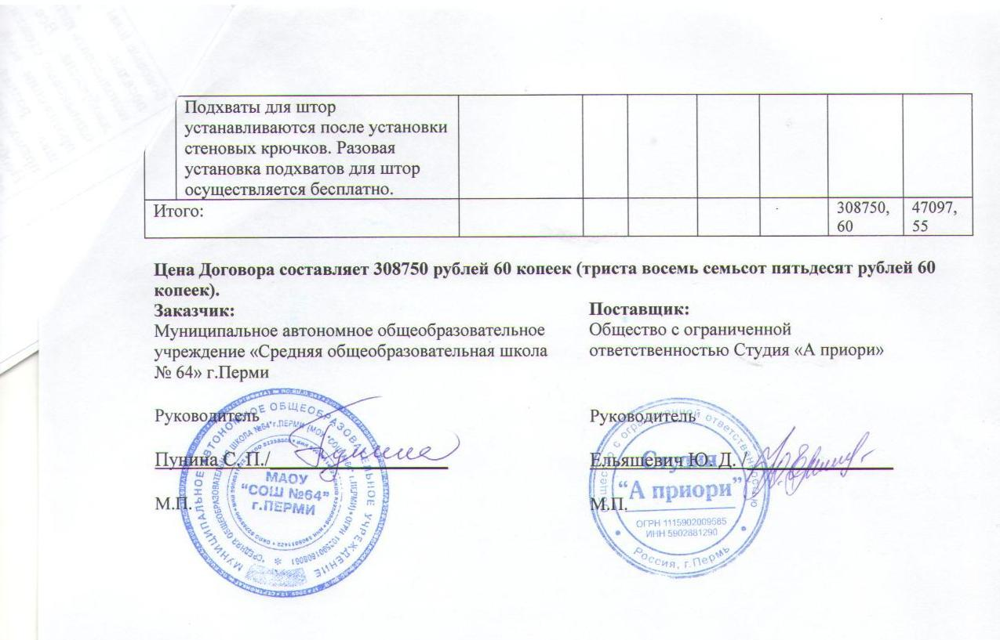 Подхваты для штор
устанавливаются после установки
стеновых крючков. Разовая
установка подхватов для штор
осуществляется бесплатно.
Итого: 308750, 47097,
60 55
Цена Договора составляет 308750 рублей 60 копеек (триста восемь семьсот пятьдесят рублей 60
копеек).
Заказчик:
Муниципальное автономное общеобразовательное
учреждение «Средняя общеобразовательная школа
№ 64» г.Перми
Руководитель
Пунина С. П./
М.П.
МУНИЦИПАЛЬНОЕ АВТОНОМНОЕ ОБЩЕОБРАЗОВАТЕЛЬНОЕ УЧРЕЖДЕНИЕ
МАОУ
“СОШ №64”
г.ПЕРМИ
Поставщик:
Общество с ограниченной
ответственностью Студия «А приори»
Руководитель
Ельяшевич Ю. Д. /
М.П.
Общество с ограниченной ответственностью
Студия
“А приори”
ОГРН 1115902009585
ИНН 5902881290
Россия, г.Пермь